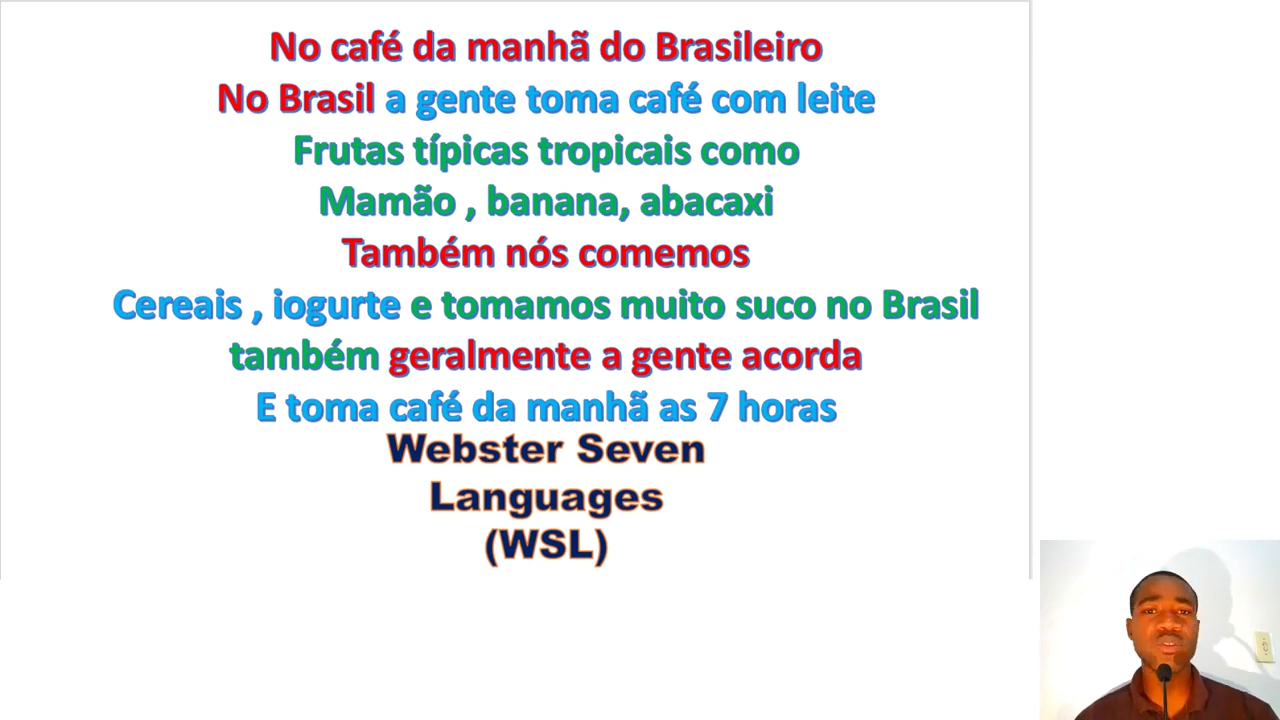 No café da manhã do Brasileiro
No Brasil a gente toma café com leite
Frutas típicas tropicais como
Mamão , banana, abacaxi
Também nós comemos
Cereais , iogurte e tomamos muito suco no Brasil
também geralmente a gente acorda
E toma café da manhã as 7 horas
Webster Seven
Languages
(WSL)